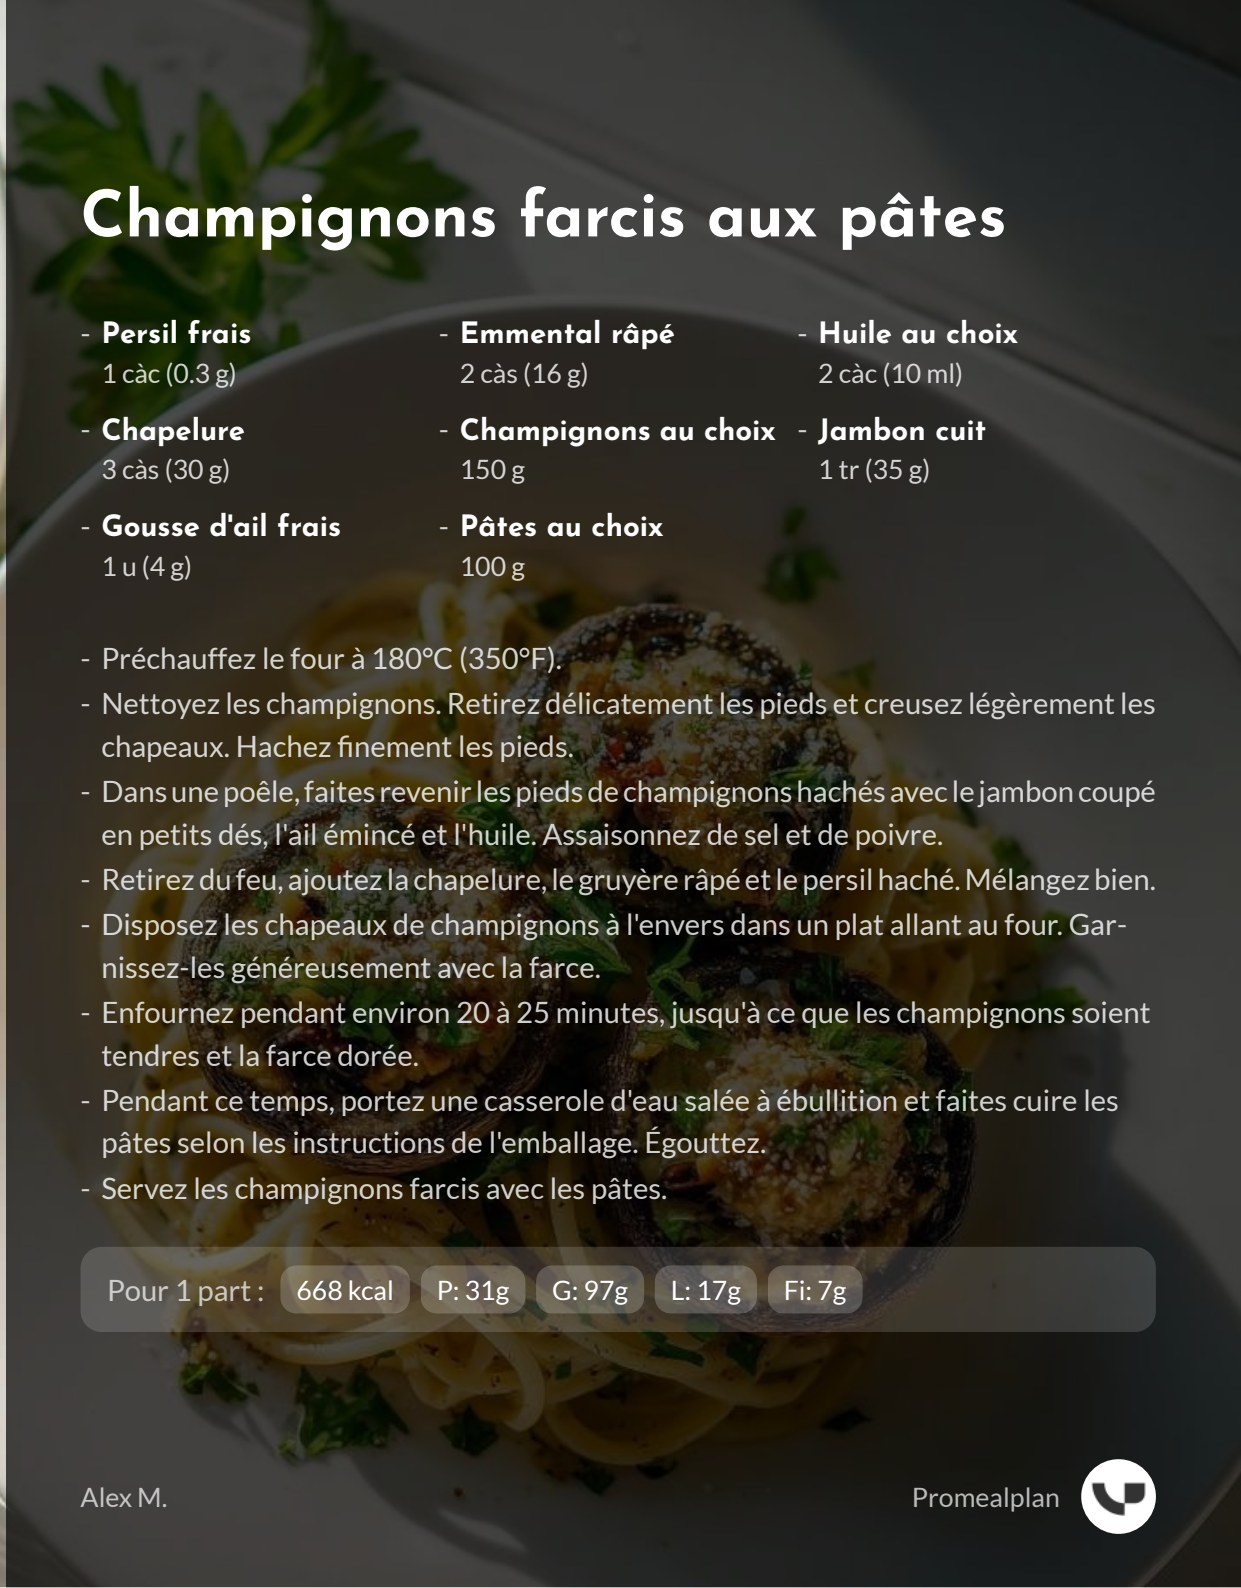 Champignons farcis aux pâtes
- Persil frais
1 càc (0.3 g)
- Emmental râpé
2 càs (16 g)
- Huile au choix
2 càc (10 ml)
- Chapelure
3 càs (30 g)
- Champignons au choix
150 g
- Jambon cuit
1 tr (35 g)
- Gousse d'ail frais
1 u (4 g)
- Pâtes au choix
100 g
- Préchauffez le four à 180°C (350°F).
- Nettoyez les champignons. Retirez délicatement les pieds et creusez légèrement les
chapeaux. Hachez finement les pieds.
- Dans une poêle, faites revenir les pieds de champignons hachés avec le jambon coupé
en petits dés, l'ail émincé et l'huile. Assaisonnez de sel et de poivre.
- Retirez du feu, ajoutez la chapelure, le gruyère râpé et le persil haché. Mélangez bien.
- Disposez les chapeaux de champignons à l'envers dans un plat allant au four. Gar-
nissez-les généreusement avec la farce.
- Enfournez pendant environ 20 à 25 minutes, jusqu'à ce que les champignons soient
tendres et la farce dorée.
- Pendant ce temps, portez une casserole d'eau salée à ébullition et faites cuire les
pâtes selon les instructions de l'emballage. Égouttez.
- Servez les champignons farcis avec les pâtes.
Pour 1 part : 668 kcal P: 31g G: 97g L: 17g Fi: 7g
Alex M.
Promealplan